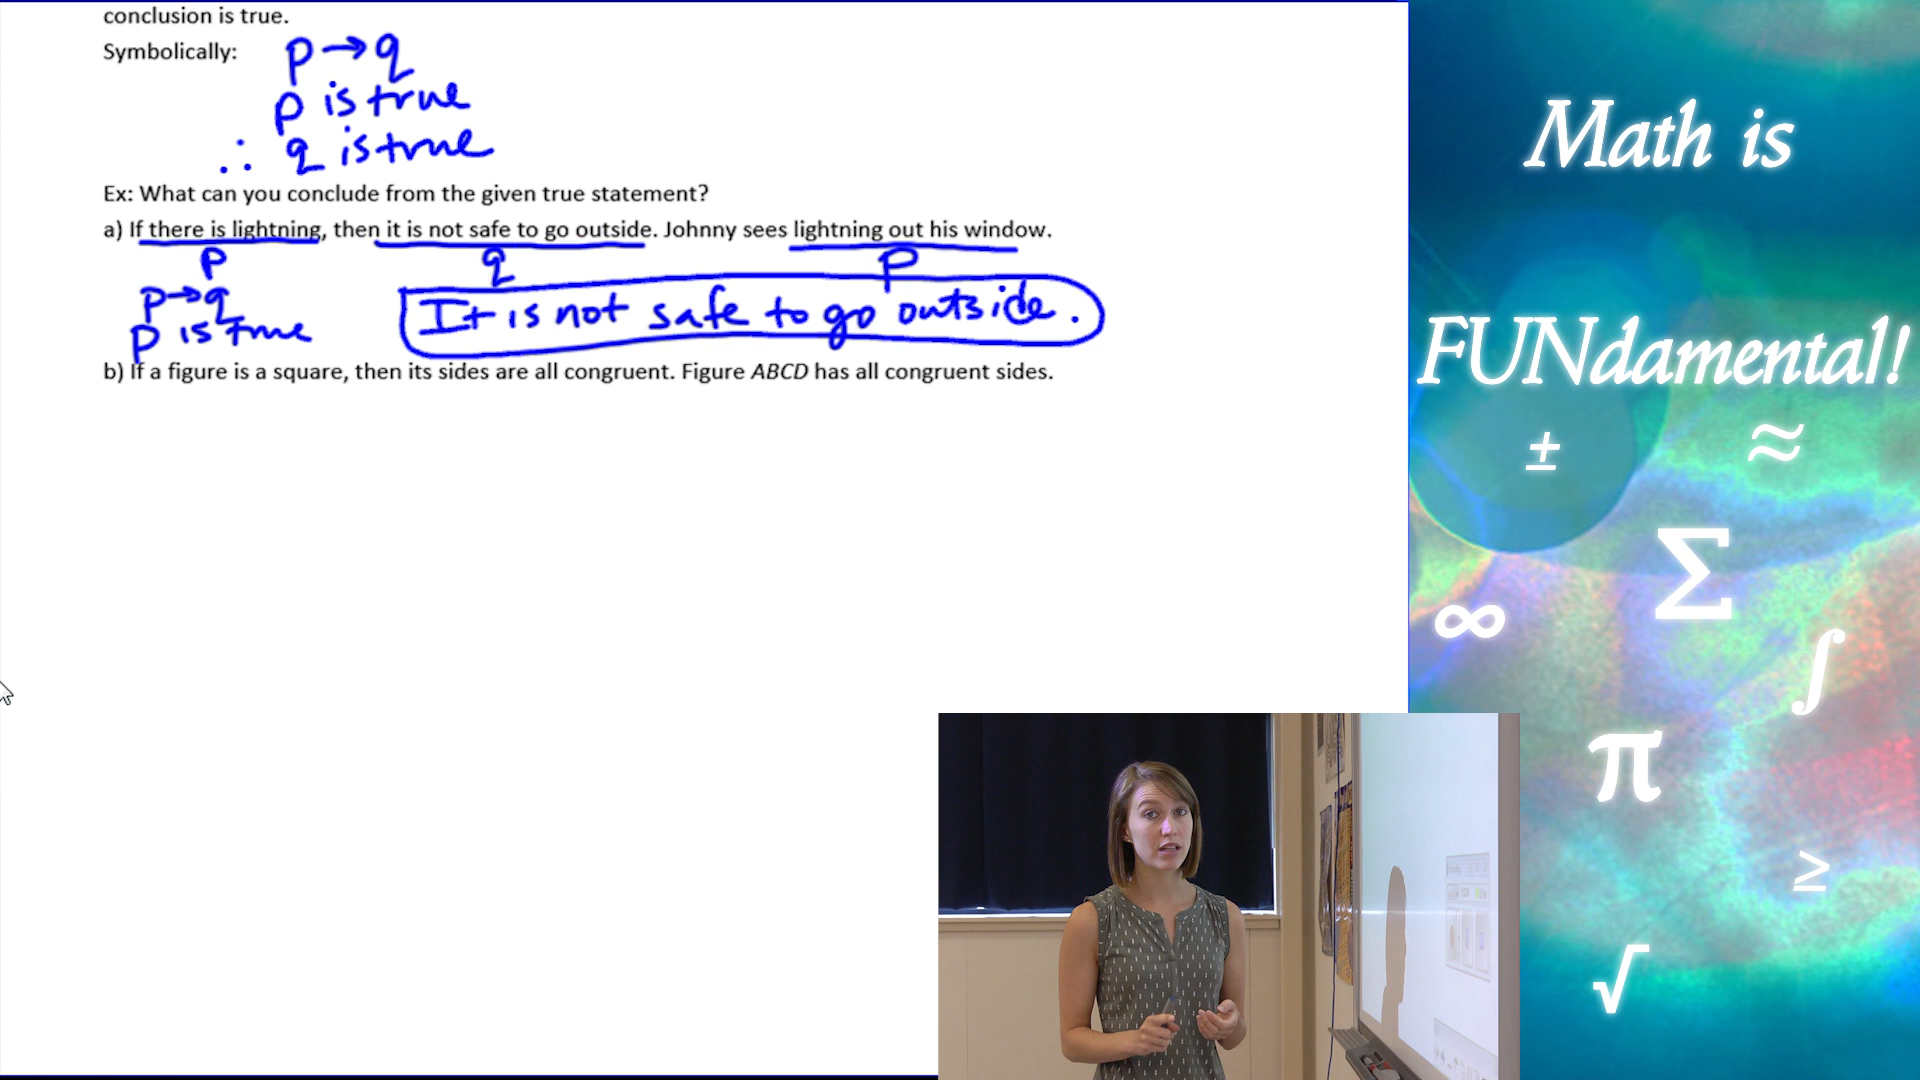 conclusion is true.
Symbolically: p → q
p is true
∴ q is true
Ex: What can you conclude from the given true statement?
a) If there is lightning, then it is not safe to go outside. Johnny sees lightning out his window.
p q p
p → q
It is not safe to go outside.
p is true
b) If a figure is a square, then its sides are all congruent. Figure ABCD has all congruent sides.
Math is
FUNdamental!
± ≈
Σ
∞
∫
π
≥
√